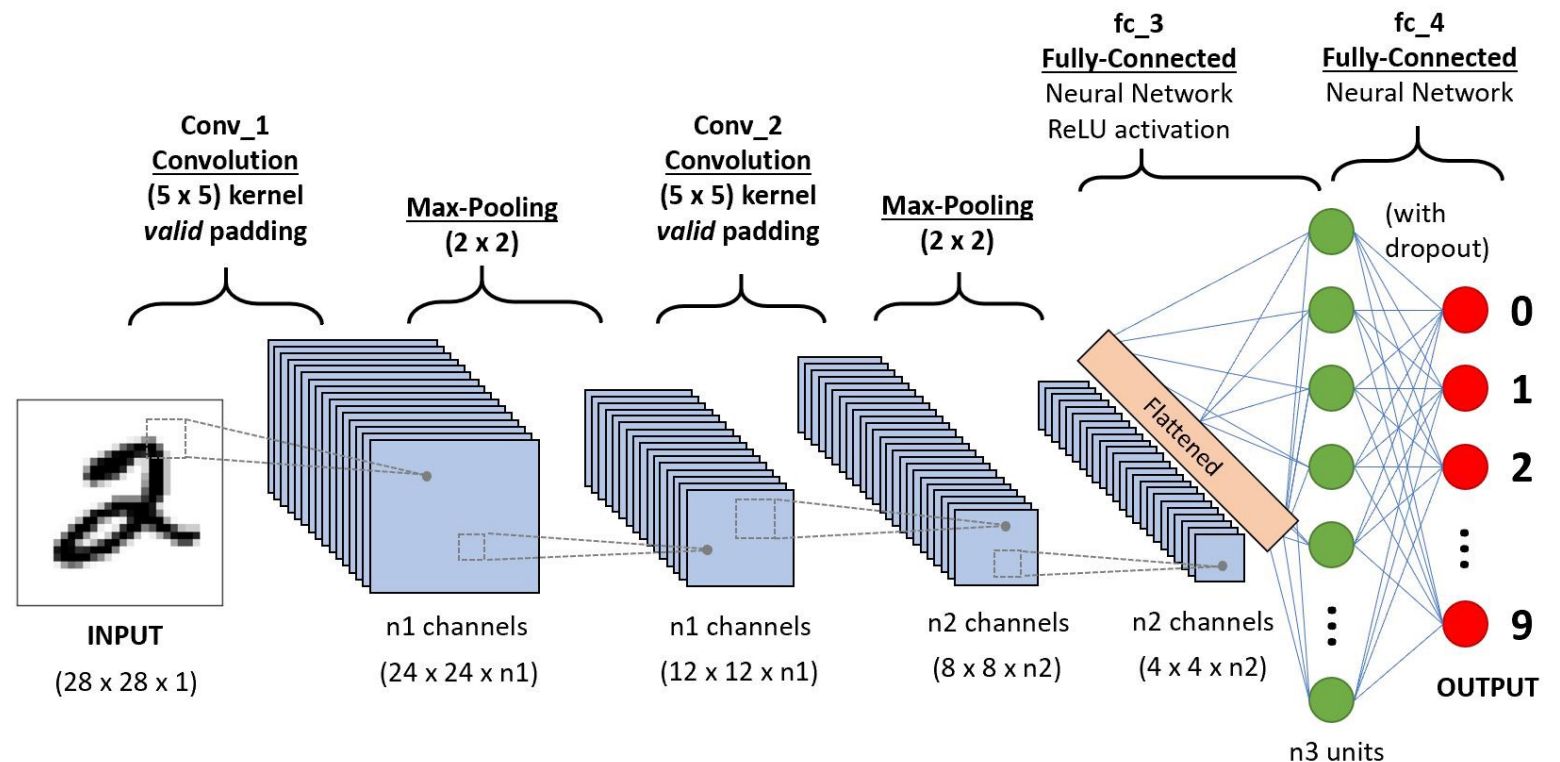 Conv_1
Convolution
(5 x 5) kernel
valid padding
Max-Pooling
(2 x 2)
Conv_2
Convolution
(5 x 5) kernel
valid padding
Max-Pooling
(2 x 2)
fc_3
Fully-Connected
Neural Network
ReLU activation
fc_4
Fully-Connected
Neural Network
(with
dropout)
2
Flattened
0
1
2
9
INPUT
(28 x 28 x 1)
n1 channels
(24 x 24 x n1)
n1 channels
(12 x 12 x n1)
n2 channels
(8 x 8 x n2)
n2 channels
(4 x 4 x n2)
n3 units
OUTPUT